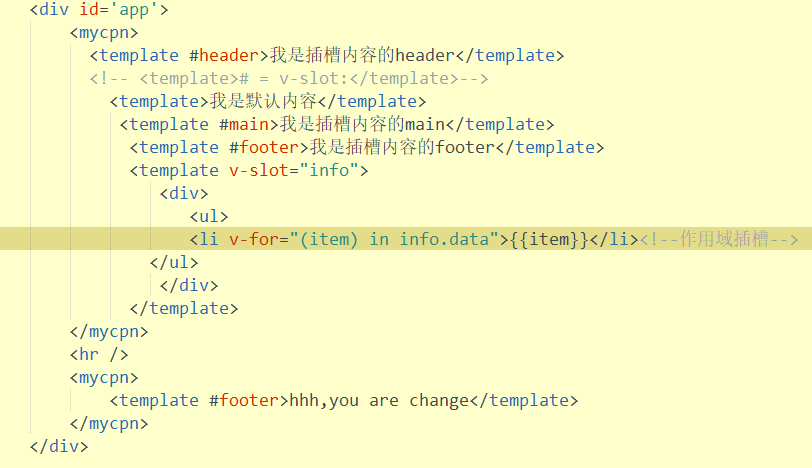 <div id='app'>
<mycpn>
<template #header>我是插槽内容的header</template>
<!-- <template># = v-slot:</template>-->
<template>我是默认内容</template>
<template #main>我是插槽内容的main</template>
<template #footer>我是插槽内容的footer</template>
<template v-slot="info">
<div>
<ul>
<li v-for="(item) in info.data">{{item}}</li><!--作用域插槽-->
</ul>
</div>
</template>
</mycpn>
<hr />
<mycpn>
<template #footer>hhh,you are change</template>
</mycpn>
</div>